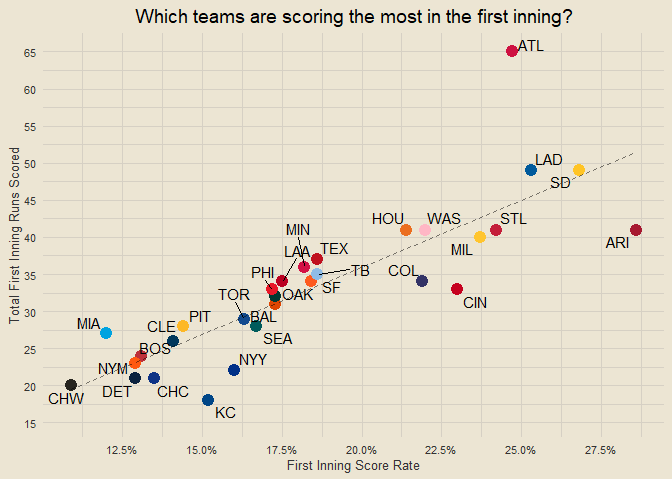 Which teams are scoring the most in the first inning?
Total First Inning Runs Scored
65
60
55
50
45
40
35
30
25
20
15
ATL
LAD
SD
HOU
WAS
STL
MIL
ARI
MIN
LAA
TEX
PHI
TB
COL
OAK
SF
CIN
TOR
BAL
MIA
CLE
PIT
SEA
BOS
NYM
NYY
DET
CHC
CHW
KC
12.5%
15.0%
17.5%
20.0%
22.5%
25.0%
27.5%
First Inning Score Rate